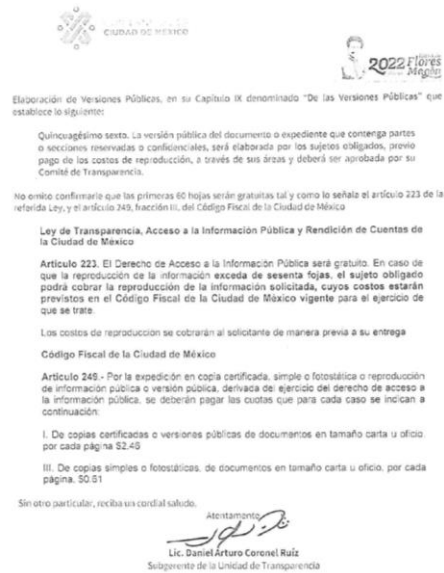 CIUDAD DE MÉXICO
2022 Flores
Magón
Elaboración de Versiones Públicas, en su Capítulo IX denominado "De las Versiones Públicas" que
establece lo siguiente:
Quincuagésimo sexto. La versión pública del documento o expediente que contenga partes
o secciones reservadas o confidenciales, será elaborada por los sujetos obligados, previo
pago de los costos de reproducción, a través de sus áreas y deberá ser aprobada por su
Comité de Transparencia.
No omito confirmarle que las primeras 60 hojas serán gratuitas tal y como lo señala el artículo 223 de la
referida Ley, y el artículo 249, fracción III, del Código Fiscal de la Ciudad de México
Ley de Transparencia, Acceso a la Información Pública y Rendición de Cuentas de
la Ciudad de México
Artículo 223. El Derecho de Acceso a la Información Pública será gratuito. En caso de
que la reproducción de la información exceda de sesenta fojas, el sujeto obligado
podrá cobrar la reproducción de la información solicitada, cuyos costos estarán
previstos en el Código Fiscal de la Ciudad de México vigente para el ejercicio de
que se trate.
Los costos de reproducción se cobrarán al solicitante de manera previa a su entrega
Código Fiscal de la Ciudad de México
Artículo 249.- Por la expedición en copia certificada, simple o fotostática o reproducción
de información pública o versión pública, derivada del ejercicio del derecho de acceso a
la información pública, se deberán pagar las cuotas que para cada caso se indican a
continuación:
I. De copias certificadas o versiones públicas de documentos en tamaño carta u oficio,
por cada página $2.46
III. De copias simples o fotostáticas, de documentos en tamaño carta u oficio, por cada
página. $0.61
Sin otro particular, reciba un cordial saludo.
Atentamente
Lic. Daniel Arturo Coronel Ruíz
Subgerente de la Unidad de Transparencia